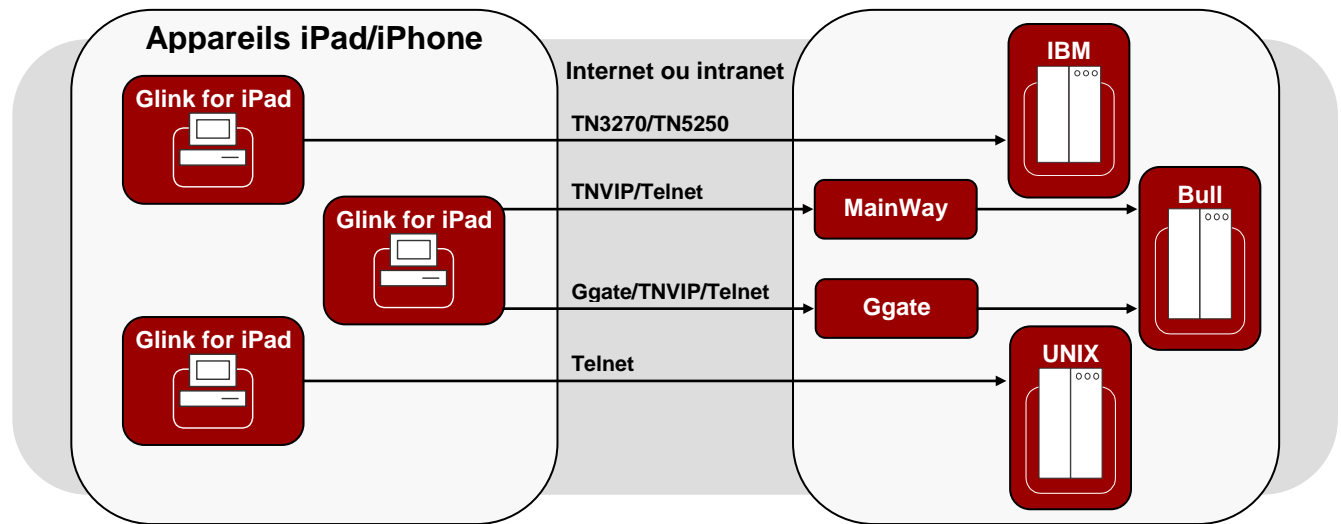 Appareils iPad/iPhone
Internet ou intranet
IBM
Glink for iPad
TN3270/TN5250
TNVIP/Telnet
MainWay
Bull
Glink for iPad
Ggate/TNVIP/Telnet
Ggate
Glink for iPad
Telnet
UNIX